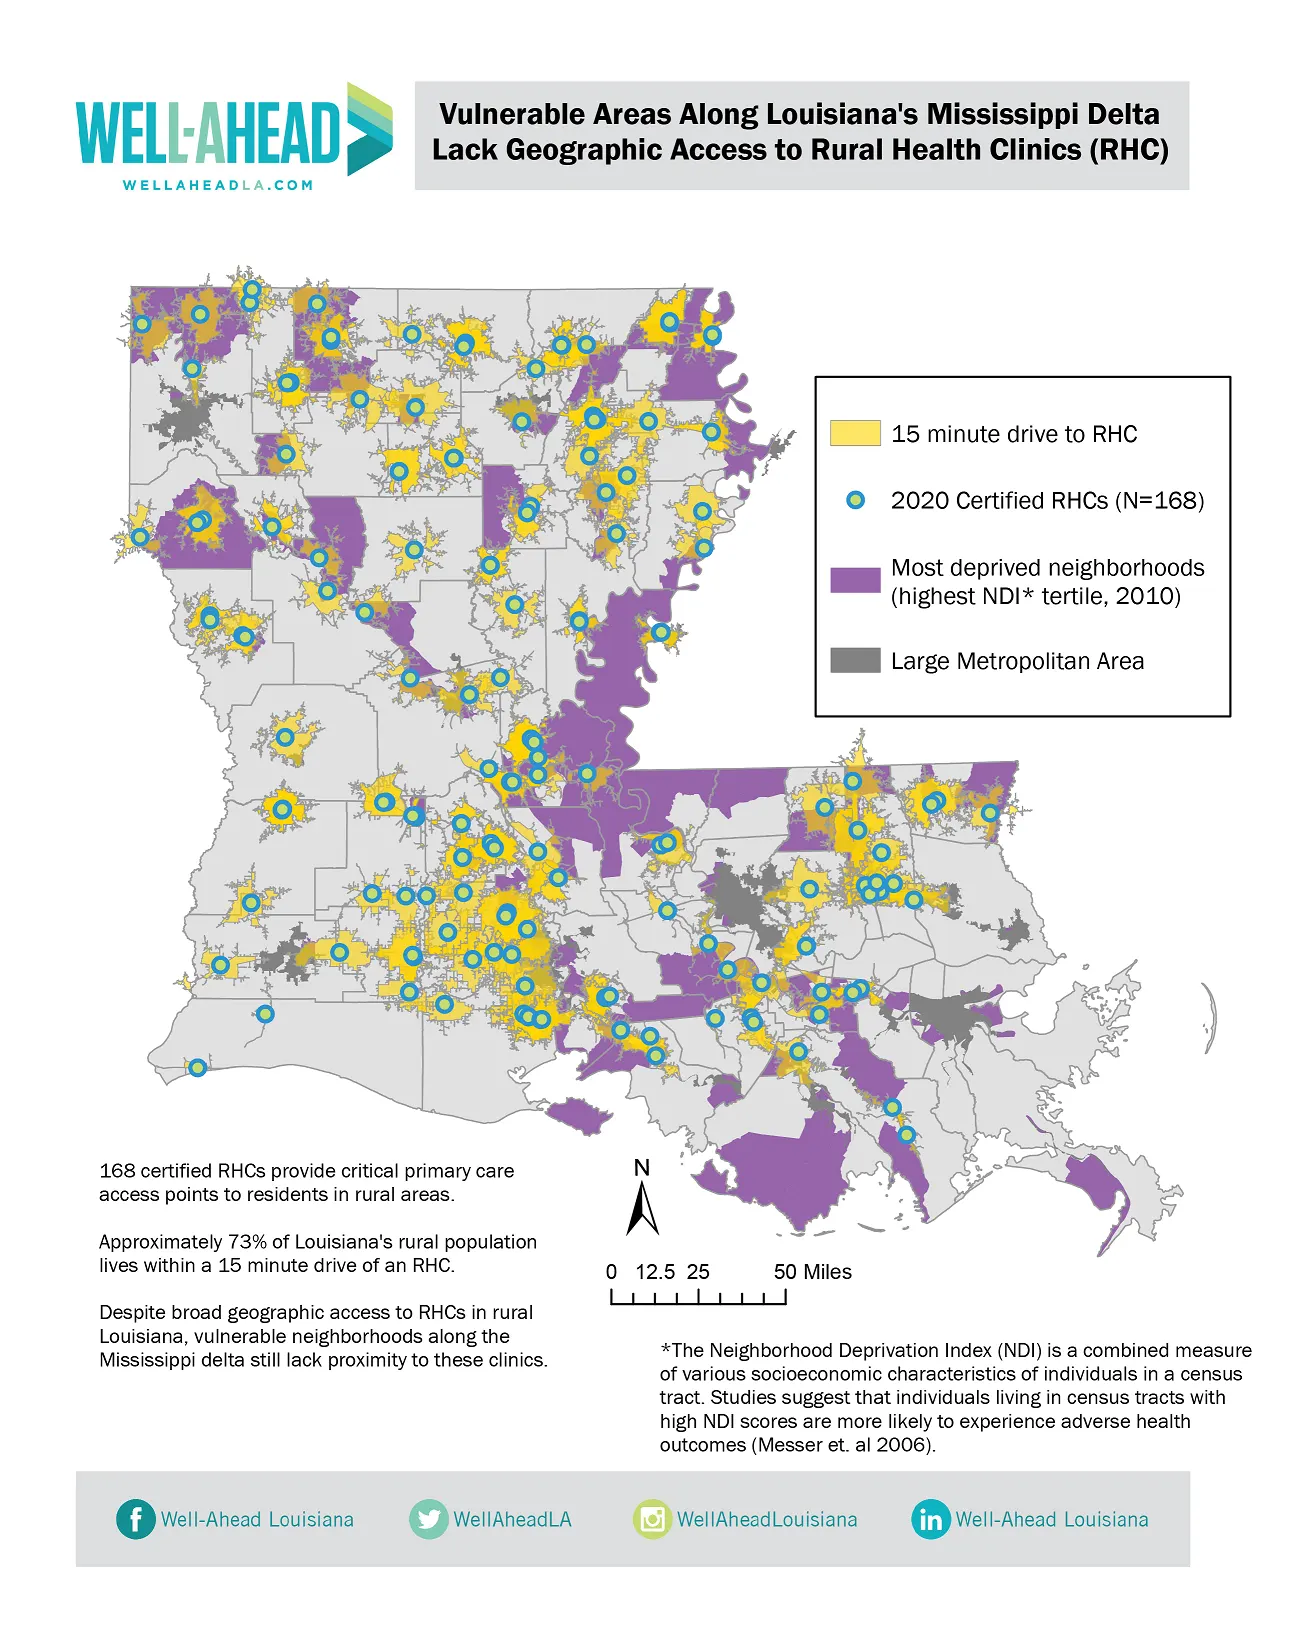 WELL-AHEAD
WELLAHEADLA.COM
Vulnerable Areas Along Louisiana's Mississippi Delta
Lack Geographic Access to Rural Health Clinics (RHC)
15 minute drive to RHC
2020 Certified RHCs (N=168)
Most deprived neighborhoods
(highest NDI* tertile, 2010)
Large Metropolitan Area
168 certified RHCs provide critical primary care
access points to residents in rural areas.
Approximately 73% of Louisiana's rural population
lives within a 15 minute drive of an RHC.
Despite broad geographic access to RHCs in rural
Louisiana, vulnerable neighborhoods along the
Mississippi delta still lack proximity to these clinics.
N
0 12.5 25 50 Miles
*The Neighborhood Deprivation Index (NDI) is a combined measure
of various socioeconomic characteristics of individuals in a census
tract. Studies suggest that individuals living in census tracts with
high NDI scores are more likely to experience adverse health
outcomes (Messer et. al 2006).
Well-Ahead Louisiana
WellAheadLA
WellAheadLouisiana
Well-Ahead Louisiana